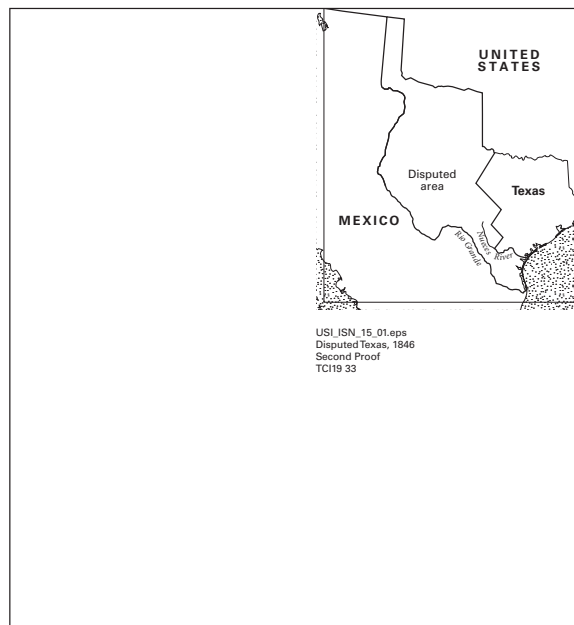 UNITED
STATES
Disputed
area
Texas
MEXICO
Rio Grande
Nueces
River
USI_ISN_15_01.eps
Disputed Texas, 1846
Second Proof
TCI19 33